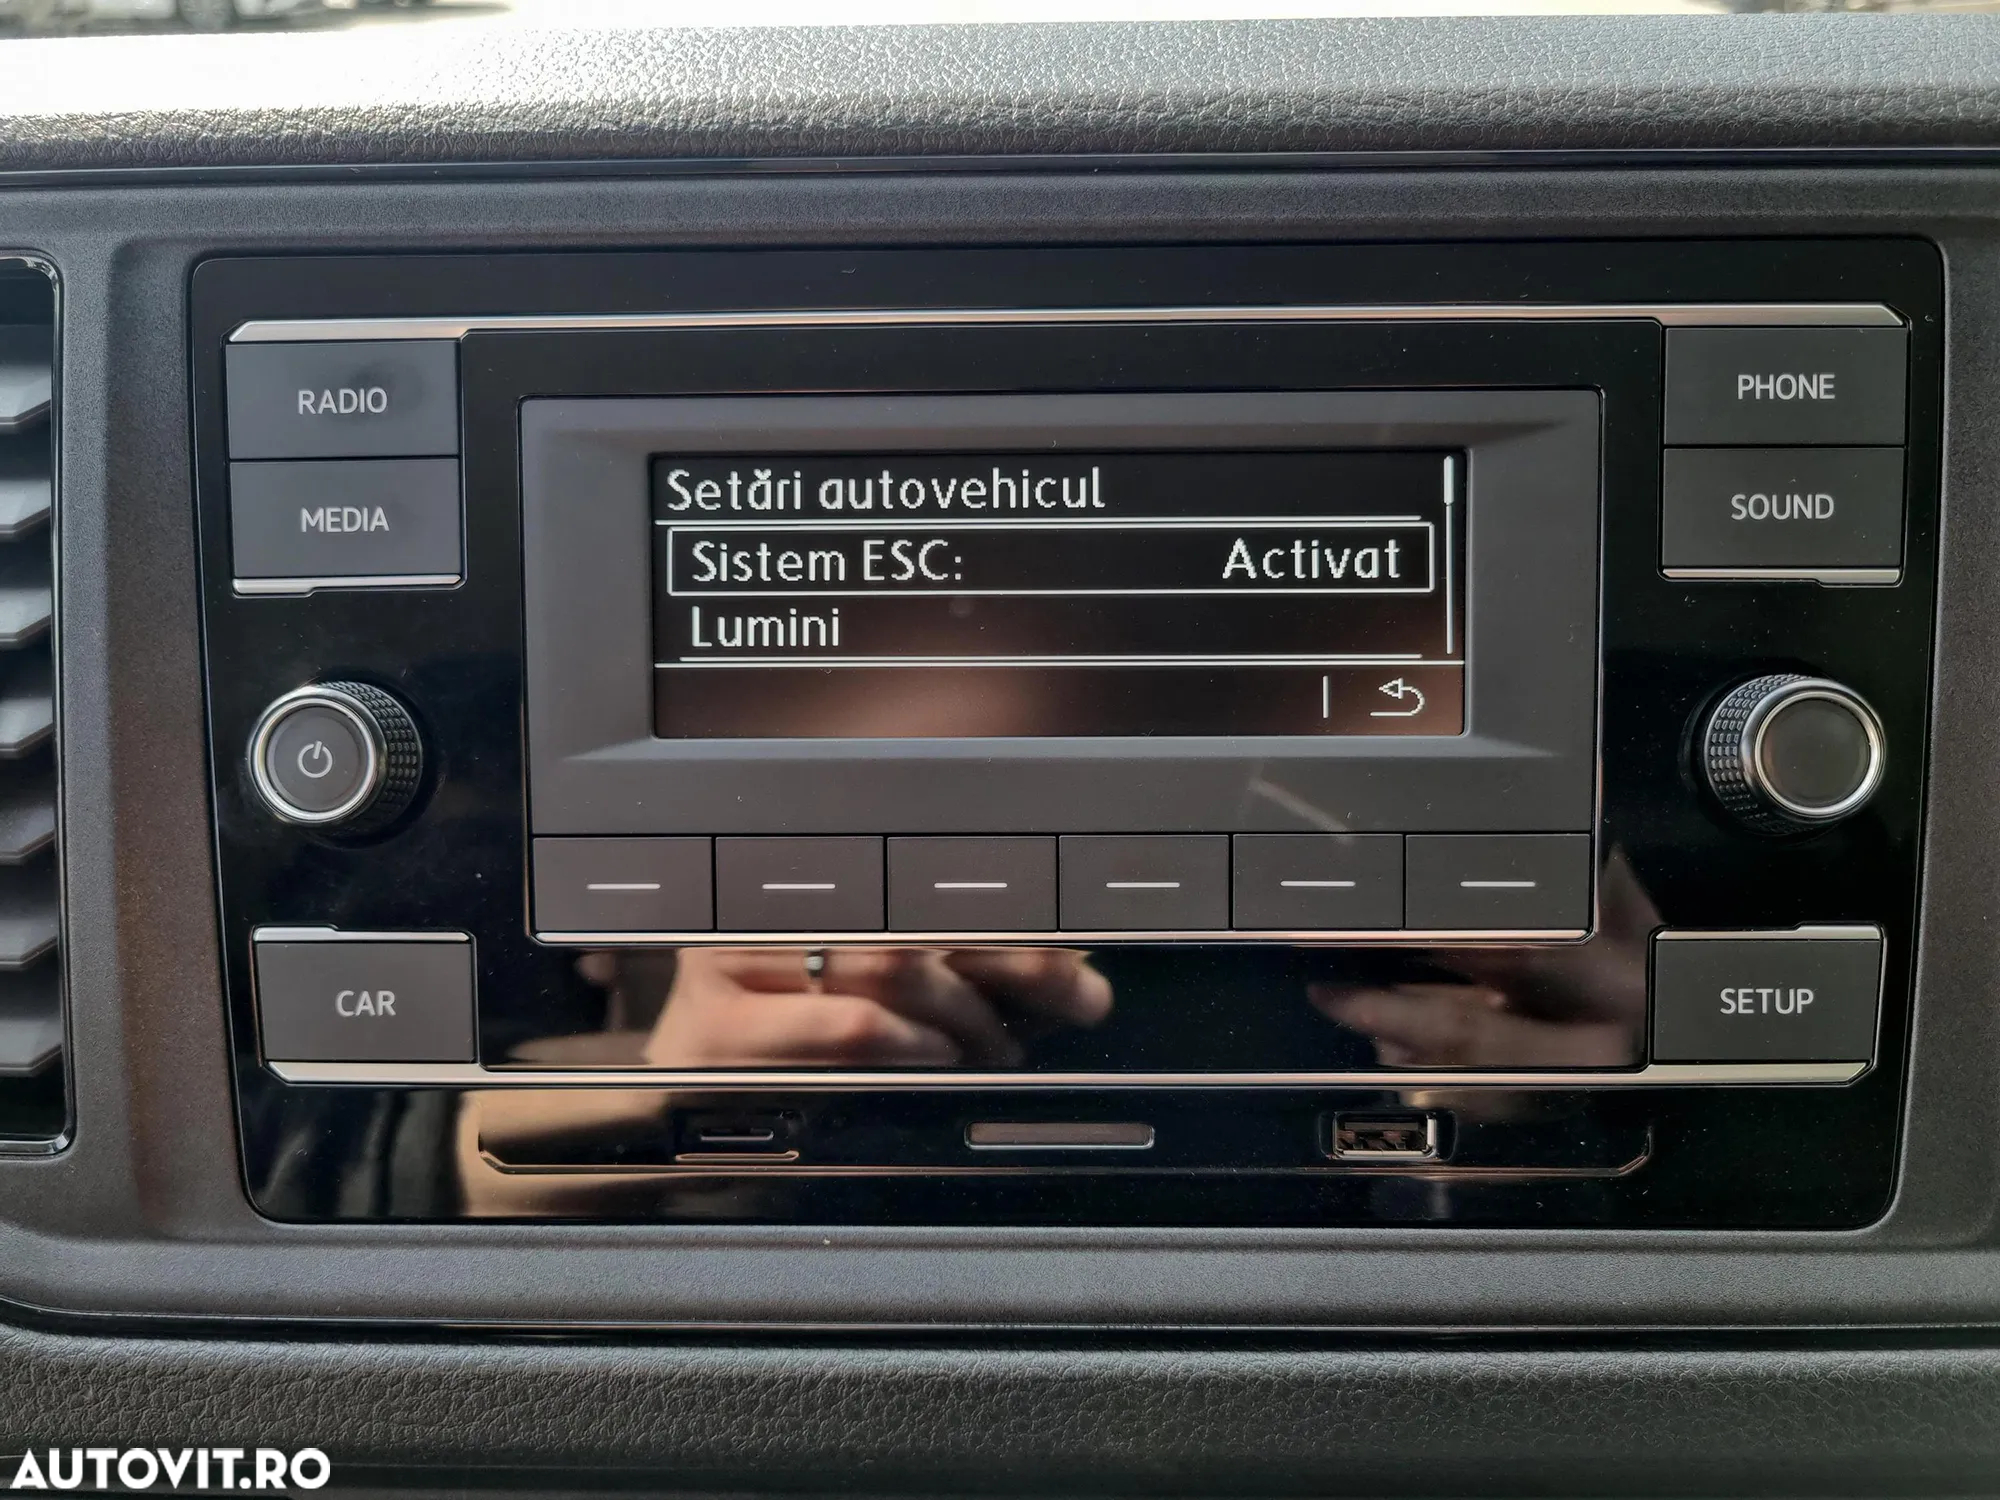 RADIO
MEDIA
PHONE
SOUND
Setări autovehicul
Sistem ESC: Activat
Lumini
CAR
SETUP
AUTOVIT.RO